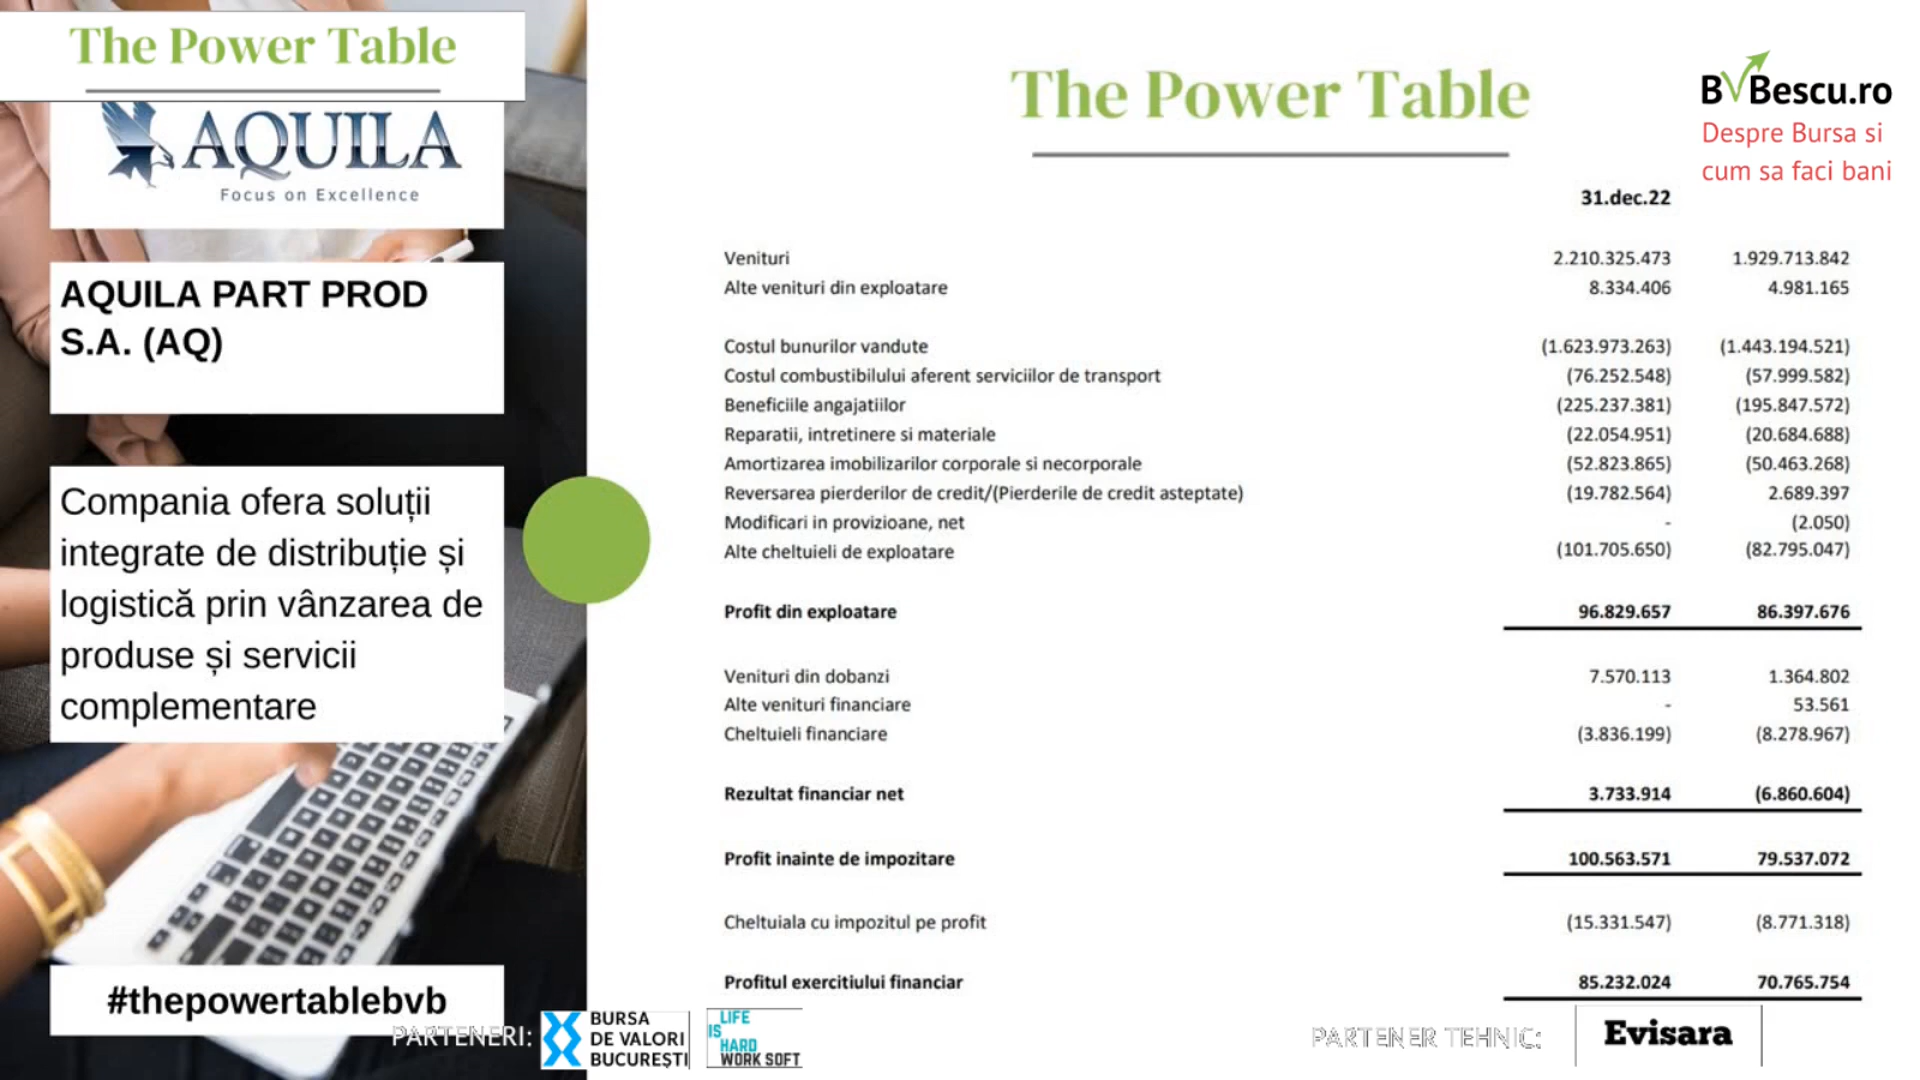 The Power Table
AQUILA
Focus on Excellence
AQUILA PART PROD
S.A. (AQ)
Compania ofera soluții
integrate de distribuție și
logistică prin vânzarea de
produse și servicii
complementare
#thepowertablebvb
The Power Table
BVBescu.ro
Despre Bursa si
cum sa faci bani
31.dec.22
Venituri 2.210.325.473 1.929.713.842
Alte venituri din exploatare 8.334.406 4.981.165
Costul bunurilor vandute (1.623.973.263) (1.443.194.521)
Costul combustibilului aferent serviciilor de transport (76.252.548) (57.999.582)
Beneficiile angajatiilor (225.237.381) (195.847.572)
Reparatii, intretinere si materiale (22.054.951) (20.684.688)
Amortizarea imobilizarilor corporale si necorporale (52.823.865) (50.463.268)
Reversarea pierderilor de credit/(Pierderile de credit asteptate) (19.782.564) 2.689.397
Modificari in provizioane, net - (2.050)
Alte cheltuieli de exploatare (101.705.650) (82.795.047)
Profit din exploatare 96.829.657 86.397.676
Venituri din dobanzi 7.570.113 1.364.802
Alte venituri financiare - 53.561
Cheltuieli financiare (3.836.199) (8.278.967)
Rezultat financiar net 3.733.914 (6.860.604)
Profit inainte de impozitare 100.563.571 79.537.072
Cheltuiala cu impozitul pe profit (15.331.547) (8.771.318)
Profitul exercitiului financiar 85.232.024 70.765.754
PARTENERI:
BURSA
DE VALORI
BUCUREȘTI
LIFE
IS
HARD
WORK SOFT
PARTENER TEHNIC:
Evisara